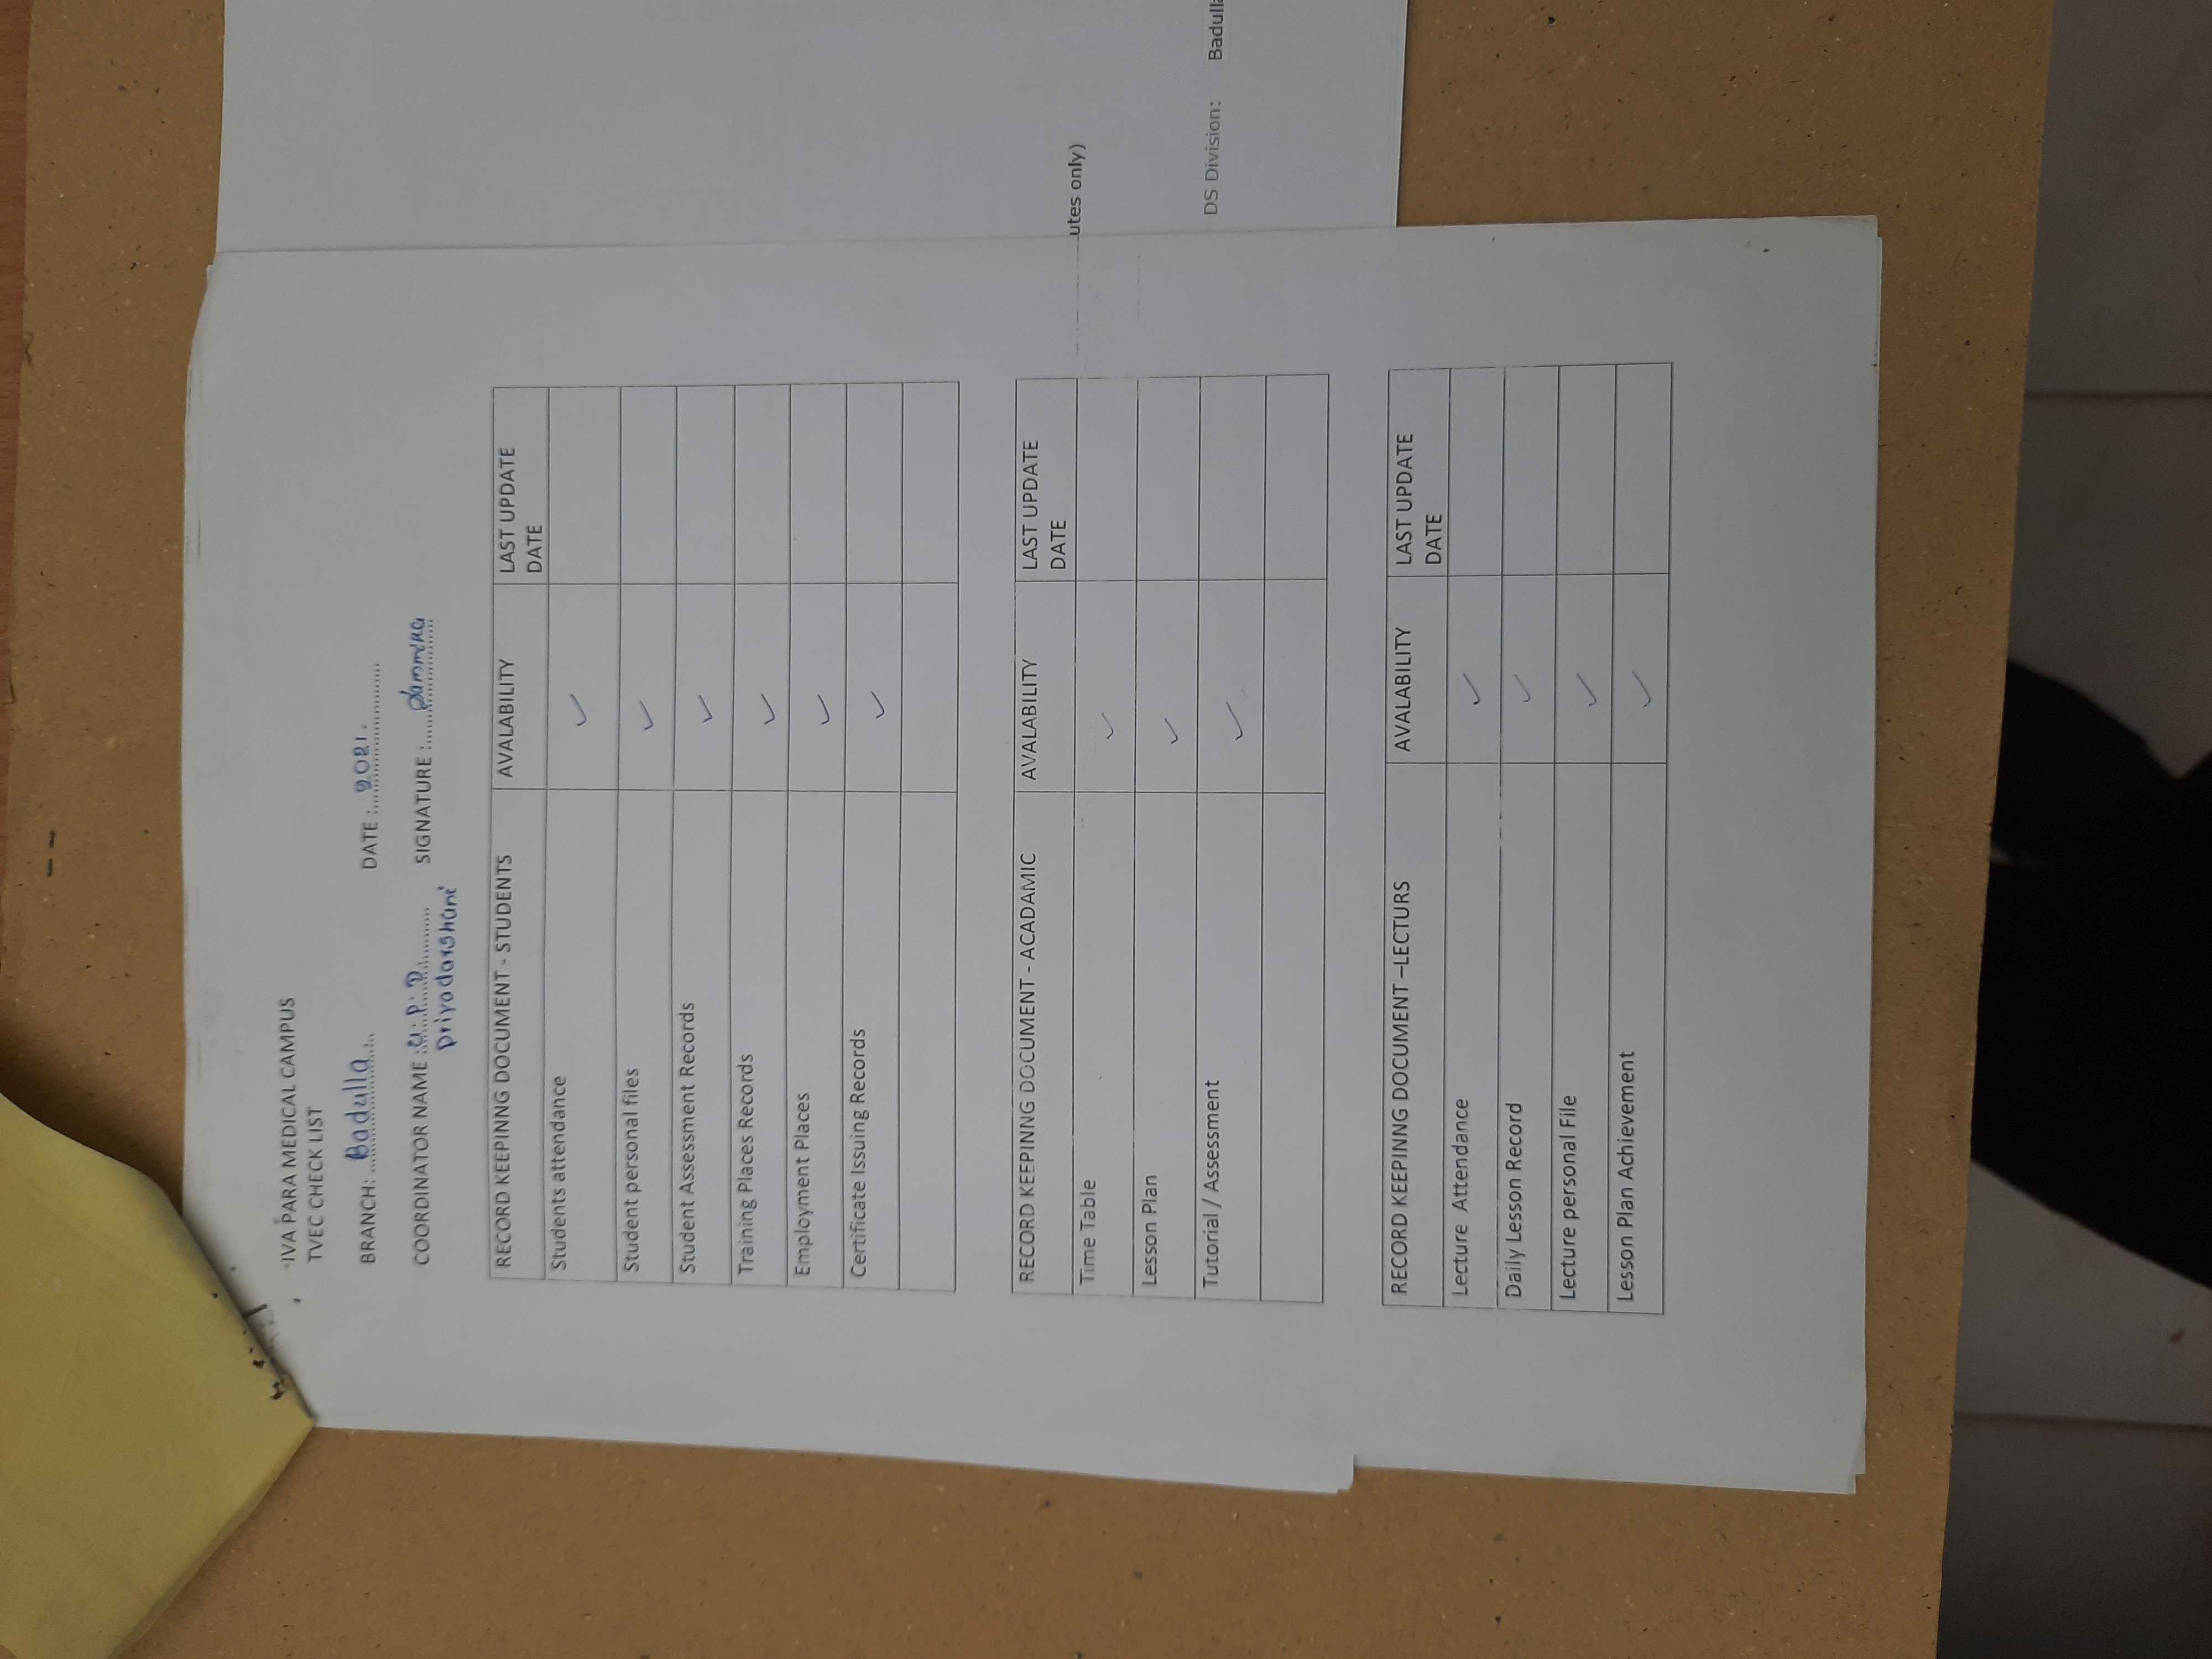 IVA PARA MEDICAL CAMPUS
TVEC CHECK LIST
BRANCH: Badulla DATE : 2021.
COORDINATOR NAME : U.P.D. SIGNATURE :
Priyadarshani
RECORD KEEPING DOCUMENT - STUDENTS AVALABILITY LAST UPDATE DATE
Students attendance ✓
Student personal files ✓
Student Assessment Records ✓
Training Places Records ✓
Employment Places ✓
Certificate Issuing Records ✓
RECORD KEEPINNG DOCUMENT - ACADAMIC AVALABILITY LAST UPDATE DATE
Time Table ✓
Lesson Plan ✓
Tutorial / Assessment ✓
RECORD KEEPINNG DOCUMENT –LECTURS AVALABILITY LAST UPDATE DATE
Lecture Attendance ✓
Daily Lesson Record ✓
Lecture personal File ✓
Lesson Plan Achievement ✓
utes only)
DS Division: Badulla